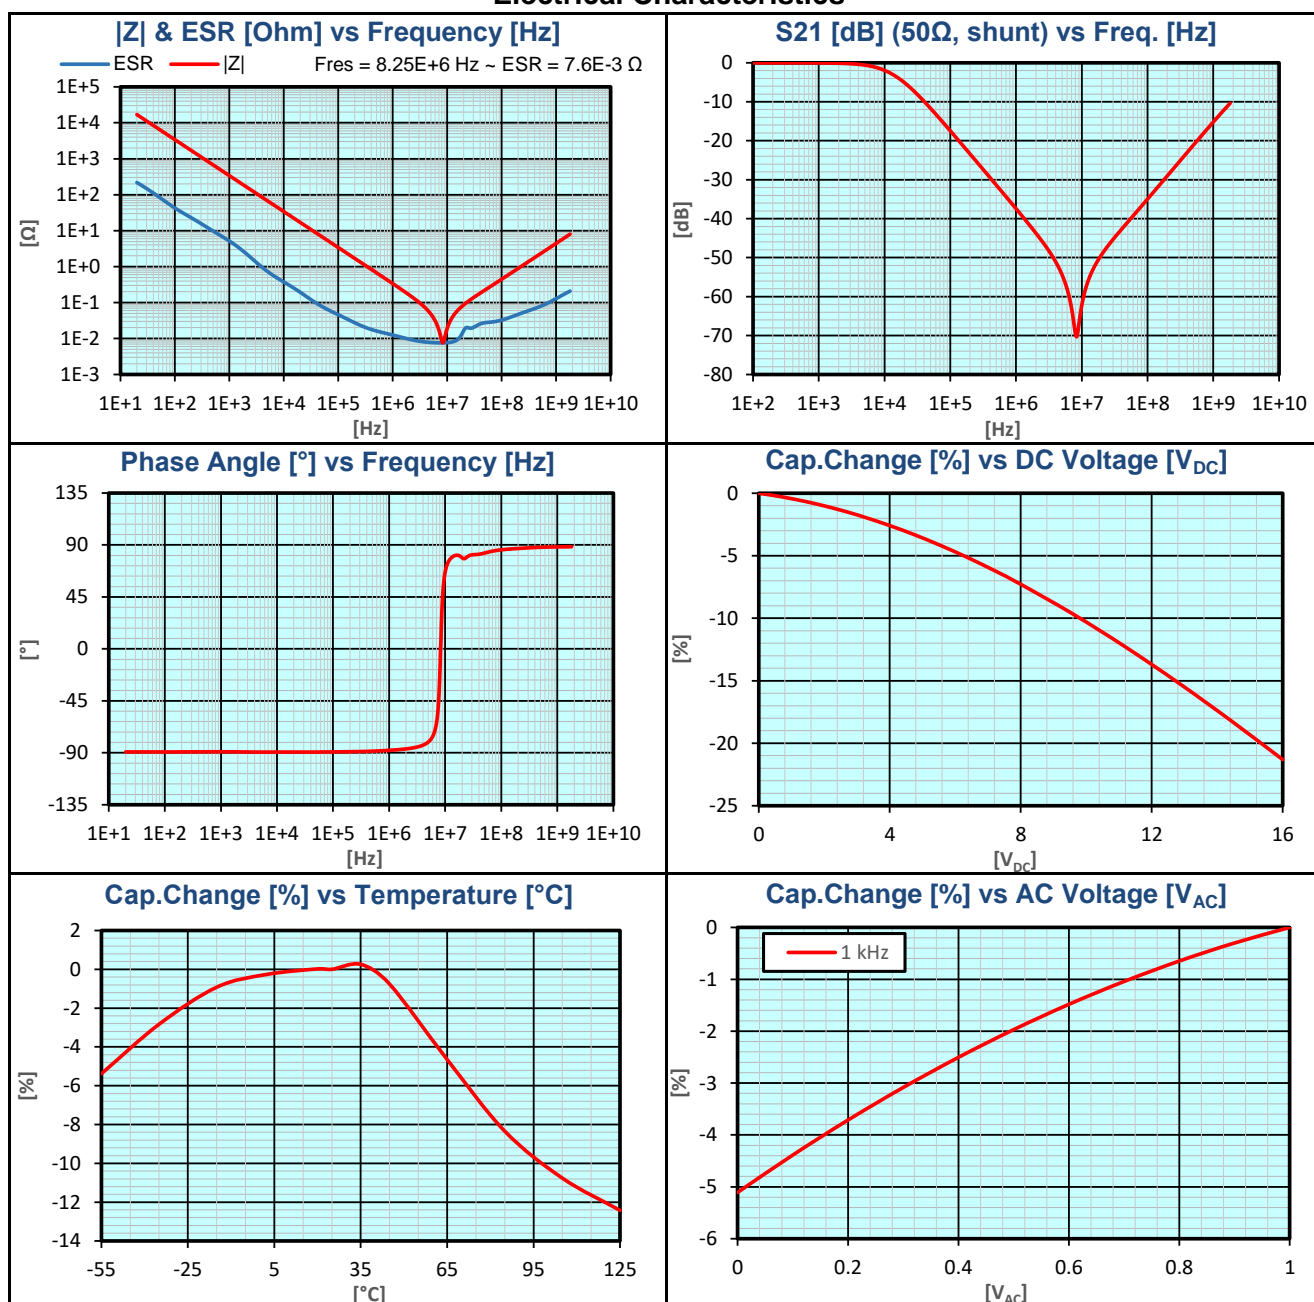 Electrical Characteristics
|Z| & ESR [Ohm] vs Frequency [Hz]
ESR |Z| Fres = 8.25E+6 Hz ~ ESR = 7.6E-3 Ω
1E+5
1E+4
1E+3
1E+2
1E+1
1E+0
1E-1
1E-2
1E-3
[Ω]
1E+1 1E+2 1E+3 1E+4 1E+5 1E+6 1E+7 1E+8 1E+9 1E+10
[Hz]
S21 [dB] (50Ω, shunt) vs Freq. [Hz]
0
-10
-20
-30
-40
-50
-60
-70
-80
[dB]
1E+2 1E+3 1E+4 1E+5 1E+6 1E+7 1E+8 1E+9 1E+10
[Hz]
Phase Angle [°] vs Frequency [Hz]
135
90
45
0
-45
-90
-135
[°]
1E+1 1E+2 1E+3 1E+4 1E+5 1E+6 1E+7 1E+8 1E+9 1E+10
[Hz]
Cap.Change [%] vs DC Voltage [VDC]
0
-5
-10
-15
-20
-25
[%]
0 4 8 12 16
[VDC]
Cap.Change [%] vs Temperature [°C]
2
0
-2
-4
-6
-8
-10
-12
-14
[%]
-55 -25 5 35 65 95 125
[°C]
Cap.Change [%] vs AC Voltage [VAC]
1 kHz
0
-1
-2
-3
-4
-5
-6
[%]
0 0.2 0.4 0.6 0.8 1
[VAC]